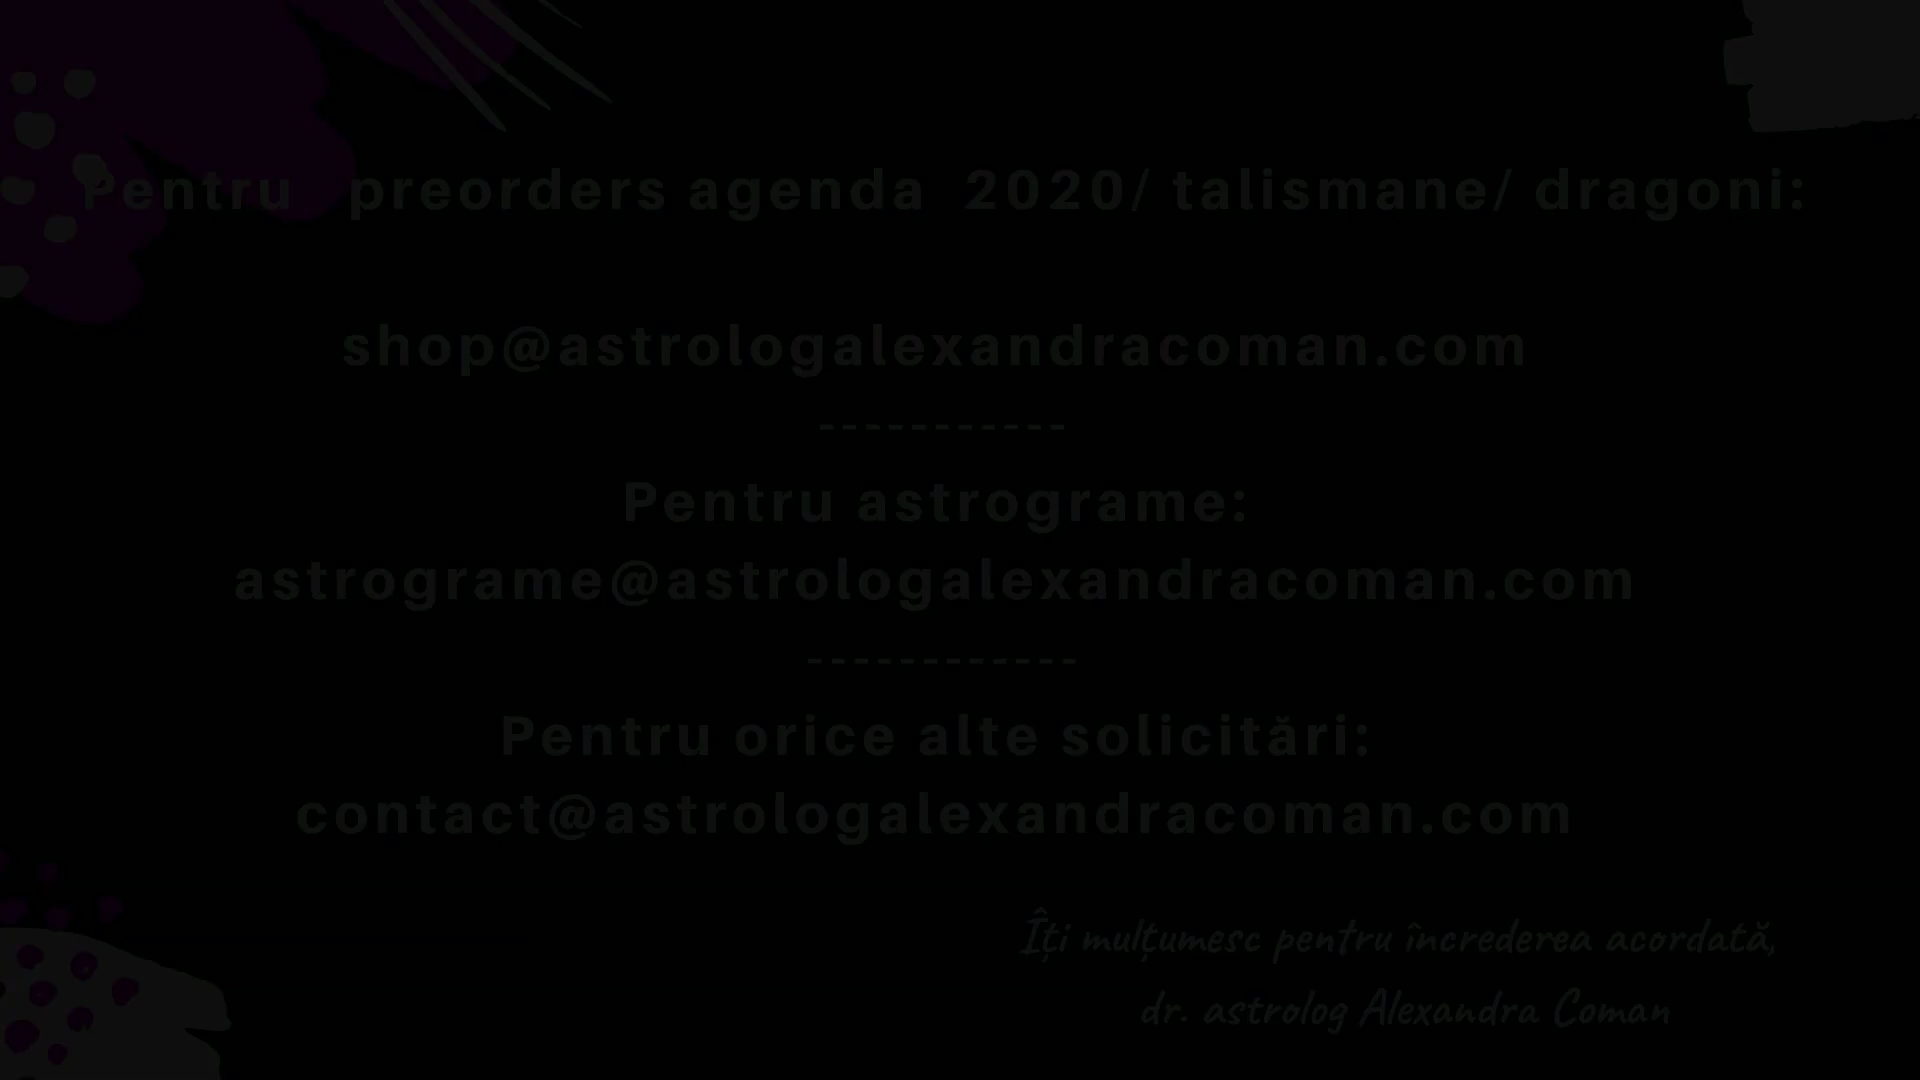 Pentru preorders agenda 2020/ talismane/ dragoni:
shop@astrologalexandracoman.com
-----------
Pentru astrograme:
astrograme@astrologalexandracoman.com
------------
Pentru orice alte solicitări:
contact@astrologalexandracoman.com
Îți mulțumesc pentru încrederea acordată,
dr. astrolog Alexandra Coman